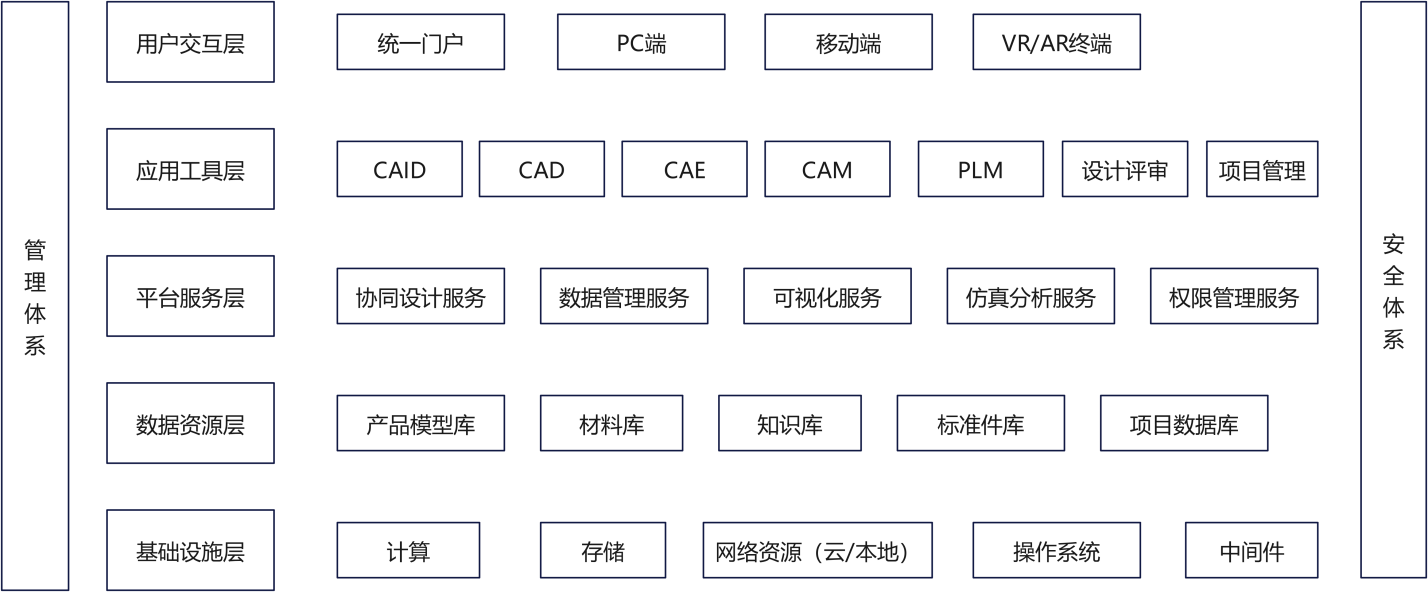 管理体系
用户交互层
统一门户
PC端
移动端
VR/AR终端
应用工具层
CAID
CAD
CAE
CAM
PLM
设计评审
项目管理
平台服务层
协同设计服务
数据管理服务
可视化服务
仿真分析服务
权限管理服务
数据资源层
产品模型库
材料库
知识库
标准件库
项目数据库
基础设施层
计算
存储
网络资源（云/本地）
操作系统
中间件
安全体系